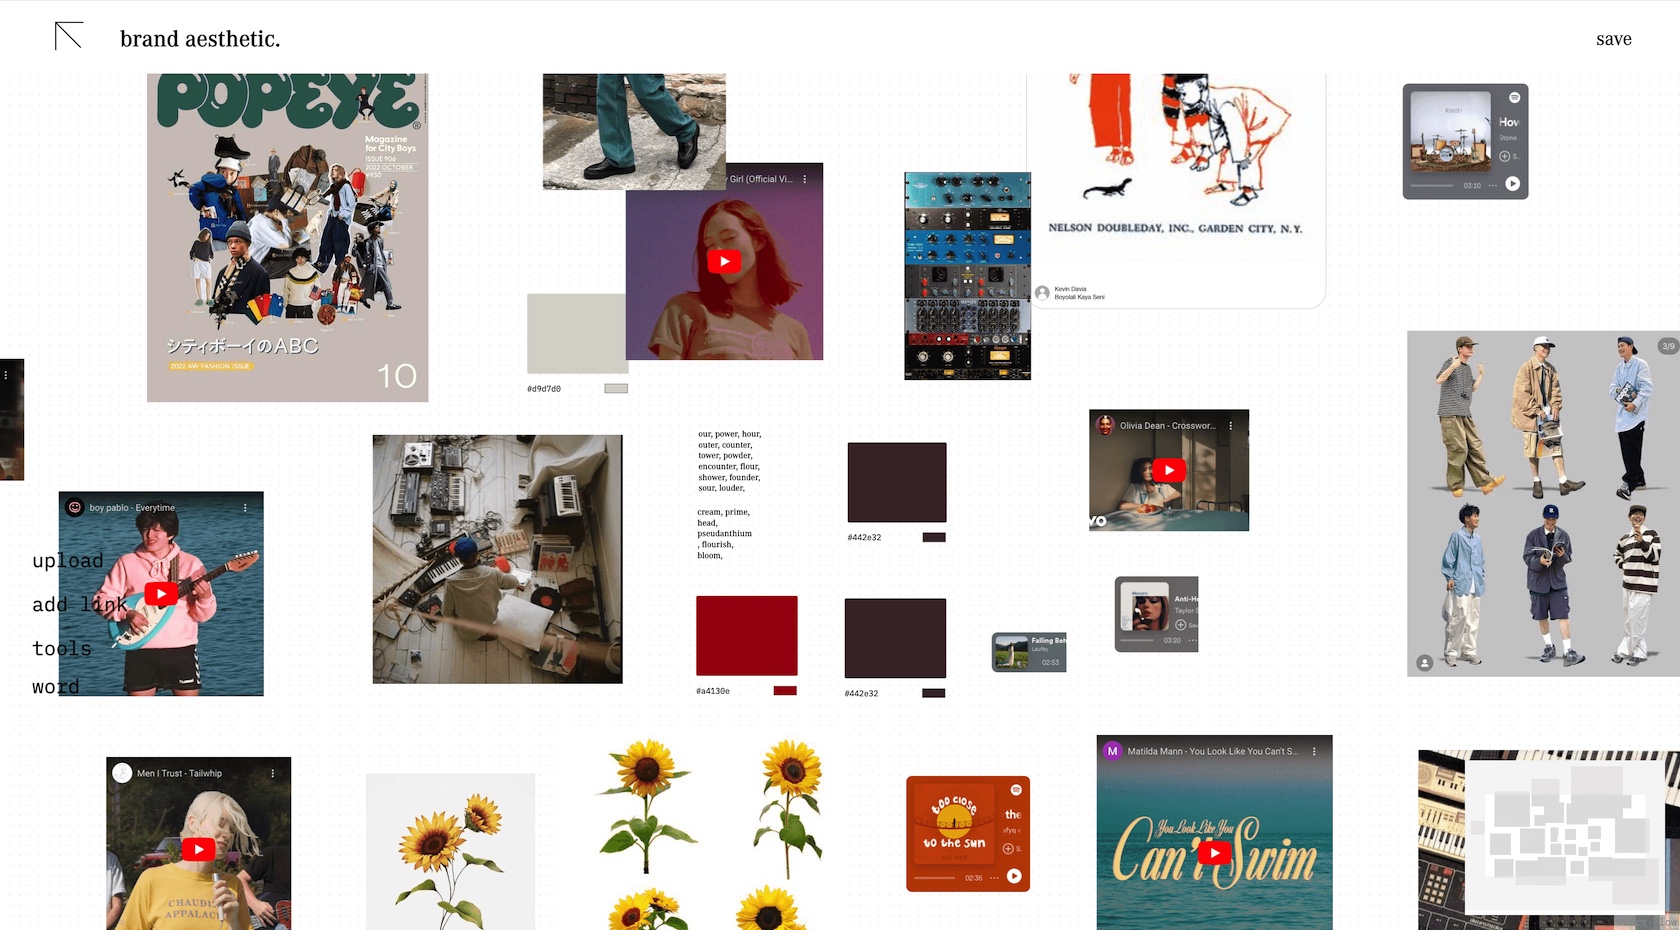 brand aesthetic.
save
POPEYE
®
Magazine
for City Boys
ISSUE 906
2022 OCTOBER
¥930
シティボーイのABC
2022 AW FASHION ISSUE
10
y Girl (Official Vi...
#d9d7d0
NELSON DOUBLEDAY, INC., GARDEN CITY, N. Y.
Kevin Davia
Boyolali Kaya Seni
How
Stone
03:10
3/9
our, power, hour,
outer, counter,
tower, powder,
encounter, flour,
shower, founder,
sour, louder,
cream, prime,
head,
pseudanthium
, flourish,
bloom,
#442e32
Olivia Dean - Crosswor...
vo
boy pablo - Everytime
upload
add link
tools
word
#a4130e
#442e32
Falling Beh
Laufey
02:53
Anti-He
Taylor S
Sav
03:20
Men I Trust - Tailwhip
CHAUDI
APPALAC
too close
to the sun
the
S.
02:36
M
Matilda Mann - You Look Like You Can't S...
You Look Like You
Can't Swim